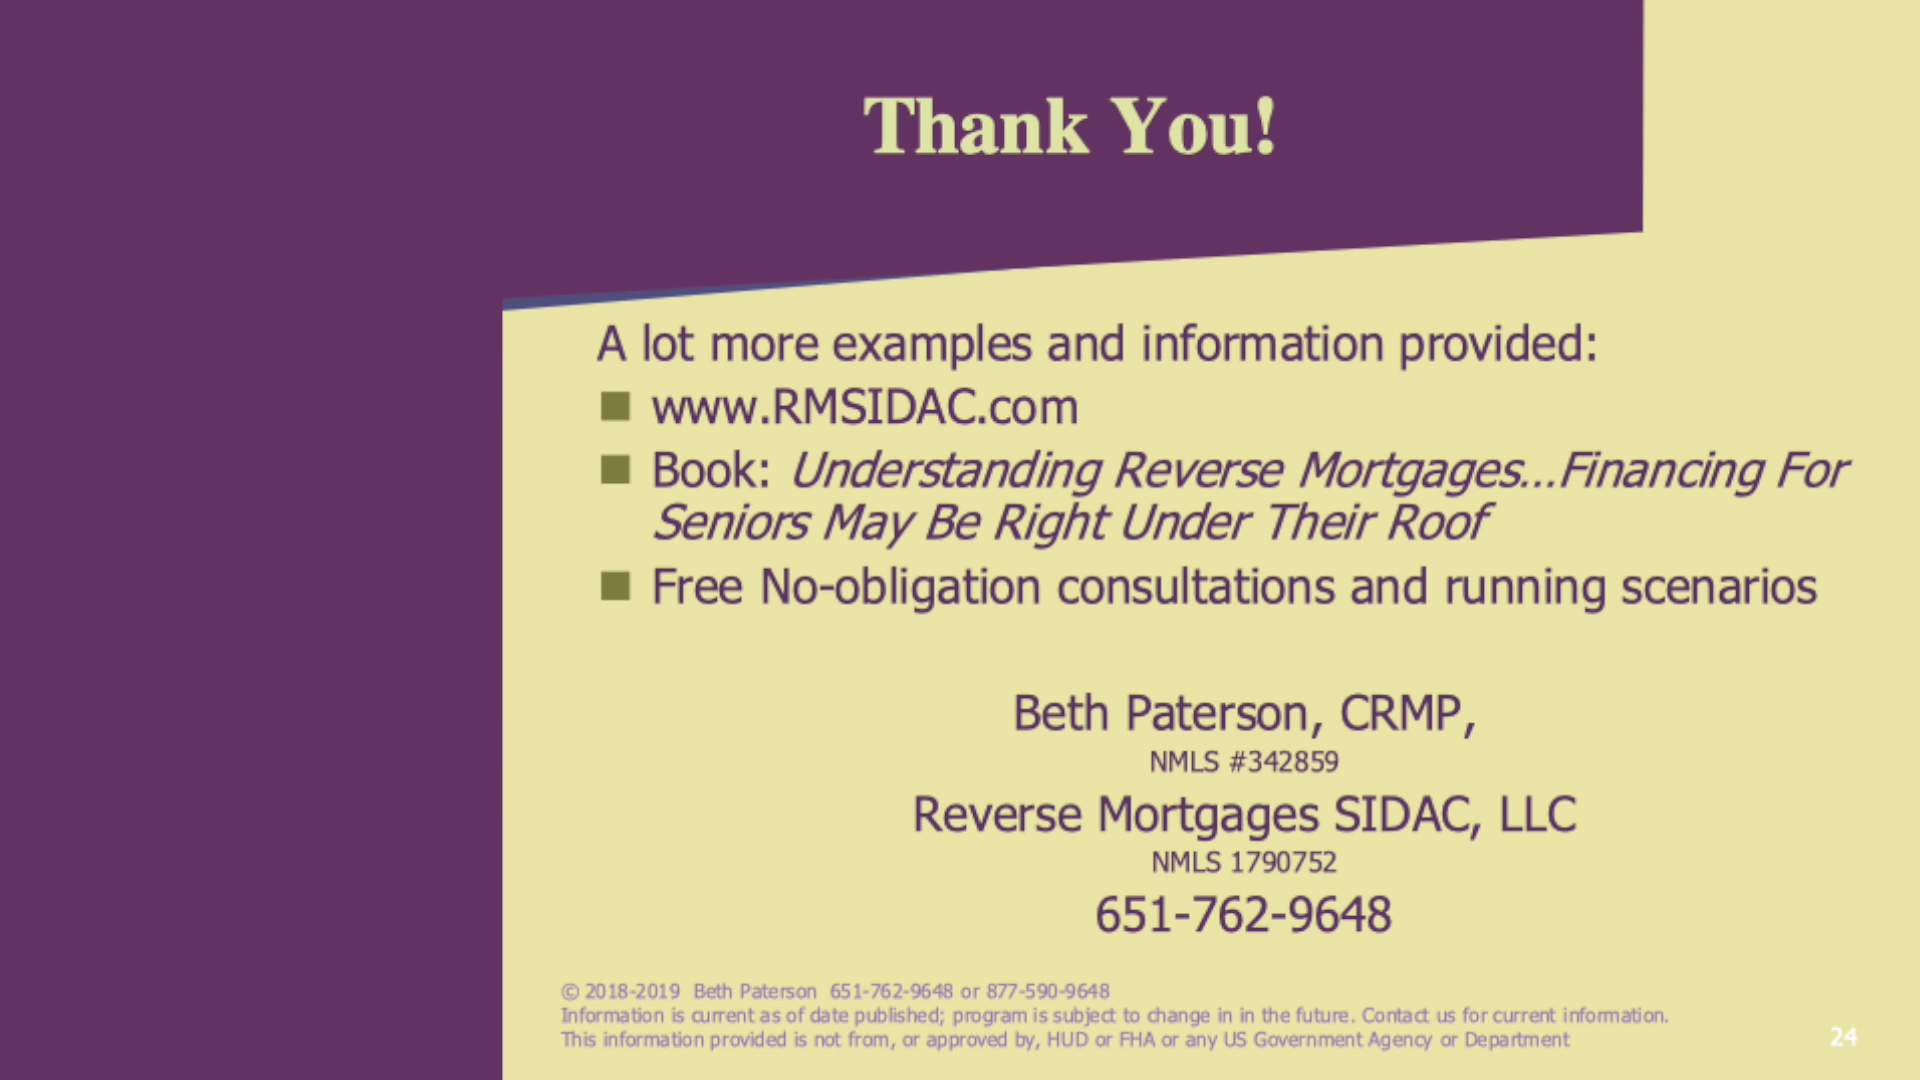 Thank You!
A lot more examples and information provided:
www.RMSIDAC.com
Book: Understanding Reverse Mortgages...Financing For
Seniors May Be Right Under Their Roof
Free No-obligation consultations and running scenarios
Beth Paterson, CRMP,
NMLS #342859
Reverse Mortgages SIDAC, LLC
NMLS 1790752
651-762-9648
© 2018-2019 Beth Paterson 651-762-9648 or 877-590-9648
Information is current as of date published; program is subject to change in in the future. Contact us for current information.
This information provided is not from, or approved by, HUD or FHA or any US Government Agency or Department
24